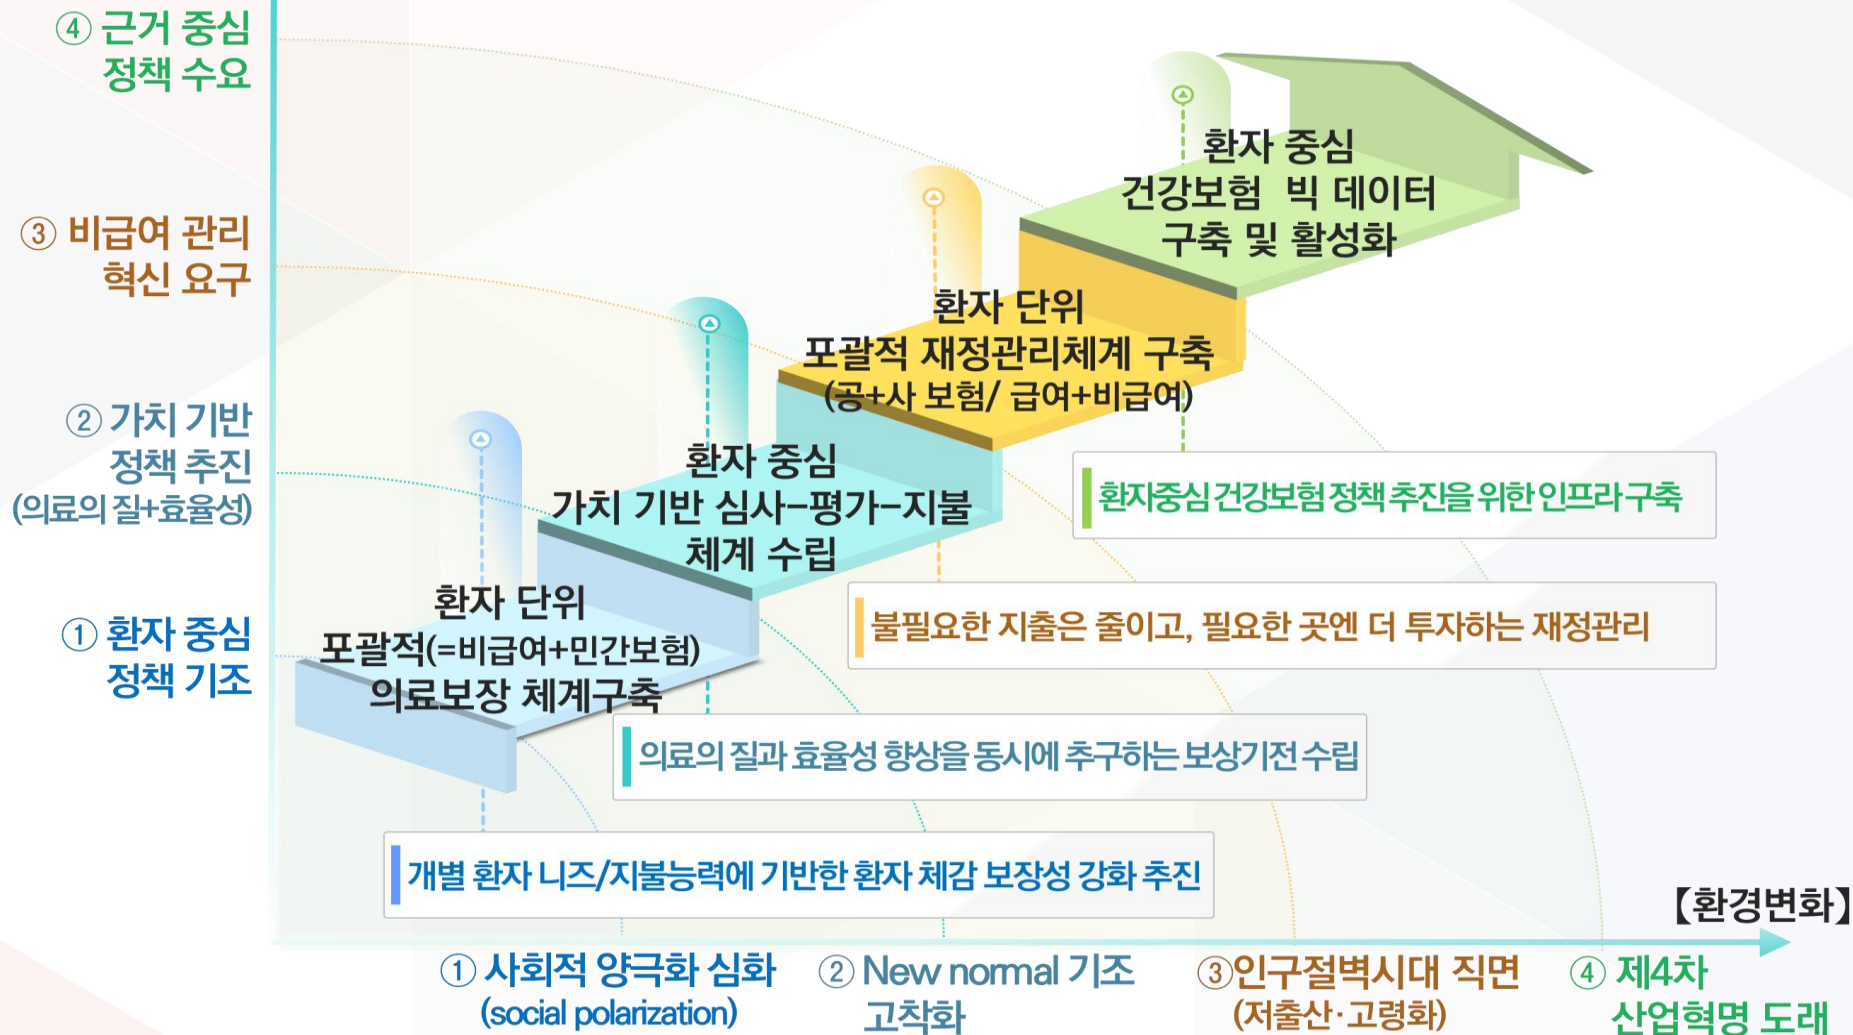 ④ 근거 중심
정책 수요
③ 비급여 관리
혁신 요구
② 가치 기반
정책 추진
(의료의 질+효율성)
① 환자 중심
정책 기조
환자 중심
건강보험 빅 데이터
구축 및 활성화
환자 단위
포괄적 재정관리체계 구축
(공+사 보험/ 급여+비급여)
환자 중심
가치 기반 심사-평가-지불
체계 수립
환자 단위
포괄적(=비급여+민간보험)
의료보장 체계구축
환자중심 건강보험 정책 추진을 위한 인프라 구축
불필요한 지출은 줄이고, 필요한 곳엔 더 투자하는 재정관리
의료의 질과 효율성 향상을 동시에 추구하는 보상기전 수립
개별 환자 니즈/지불능력에 기반한 환자 체감 보장성 강화 추진
【환경변화】
① 사회적 양극화 심화
(social polarization)
② New normal 기조
고착화
③인구절벽시대 직면
(저출산·고령화)
④ 제4차
산업혁명 도래